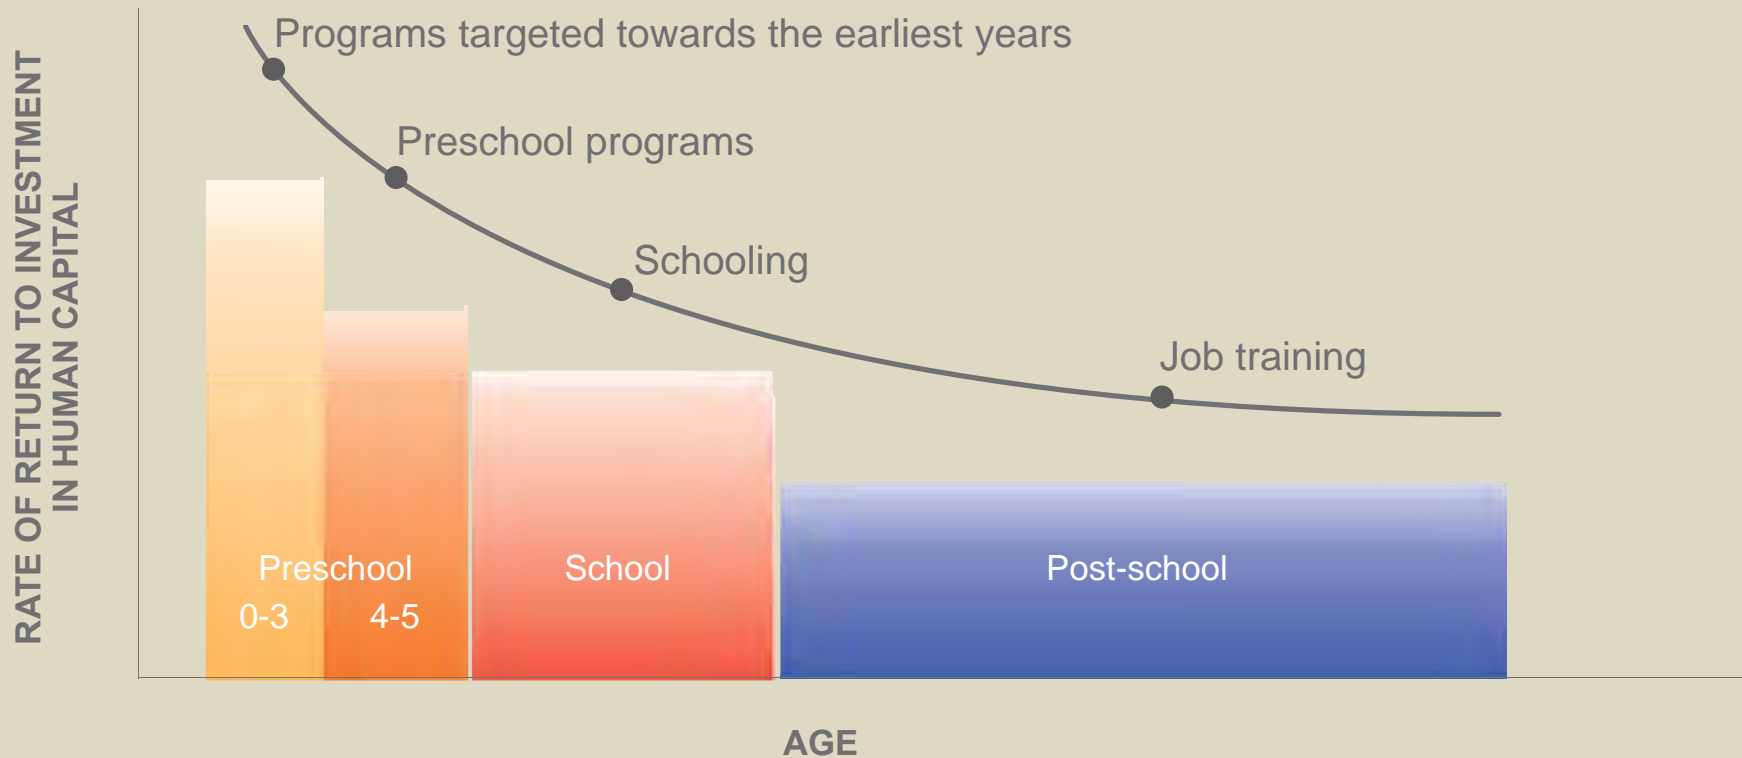 RATE OF RETURN TO INVESTMENT
IN HUMAN CAPITAL
Programs targeted towards the earliest years
Preschool programs
Schooling
Job training
Preschool
0-3
4-5
School
Post-school
AGE